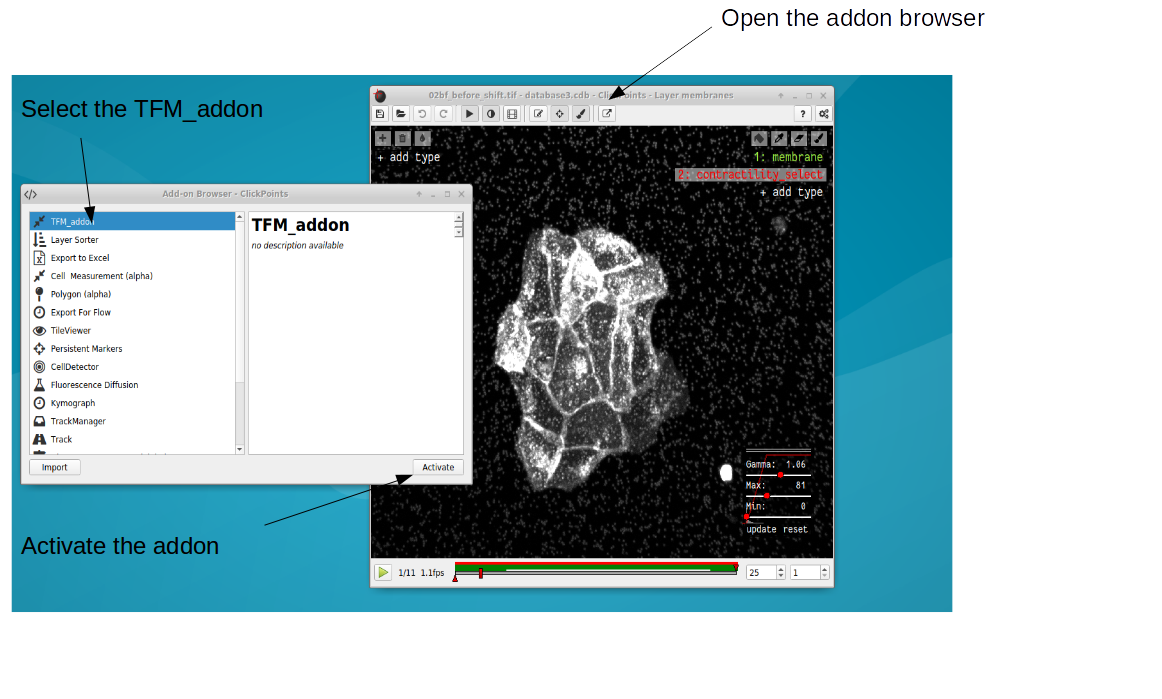 Open the addon browser
Select the TFM_addon
02bf_before_shift.tif - database3.cdb - ClickPoints - Layer membranes
+ add type
1: membrane
2: contractility_select
+ add type
Add-on Browser - ClickPoints
TFM_addon
Layer Sorter
Export to Excel
Cell Measurement (alpha)
Polygon (alpha)
Export For Flow
TileViewer
Persistent Markers
CellDetector
Fluorescence Diffusion
Kymograph
TrackManager
Track
TFM_addon
no description available
Import
Activate
Gamma: 1.06
Max: 81
Min: 0
update reset
Activate the addon
1/11 1.1fps
25
1